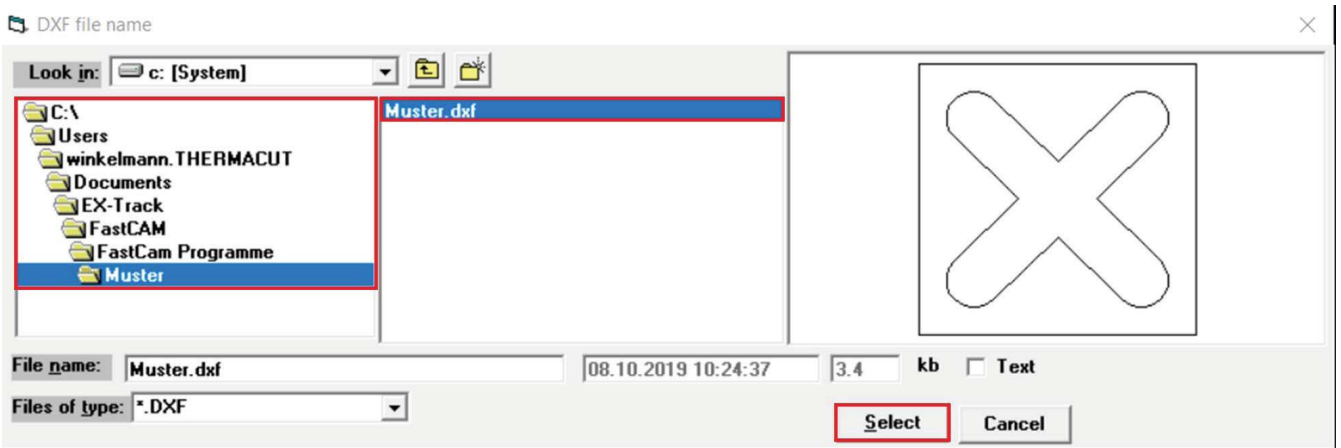 DXF file name
Look in: c: [System]
C:\
Users
winkelmann.THERMACUT
Documents
EX-Track
FastCAM
FastCam Programme
Muster
Muster.dxf
File name: Muster.dxf 08.10.2019 10:24:37 3.4 kb Text
Files of type: *.DXF
Select Cancel